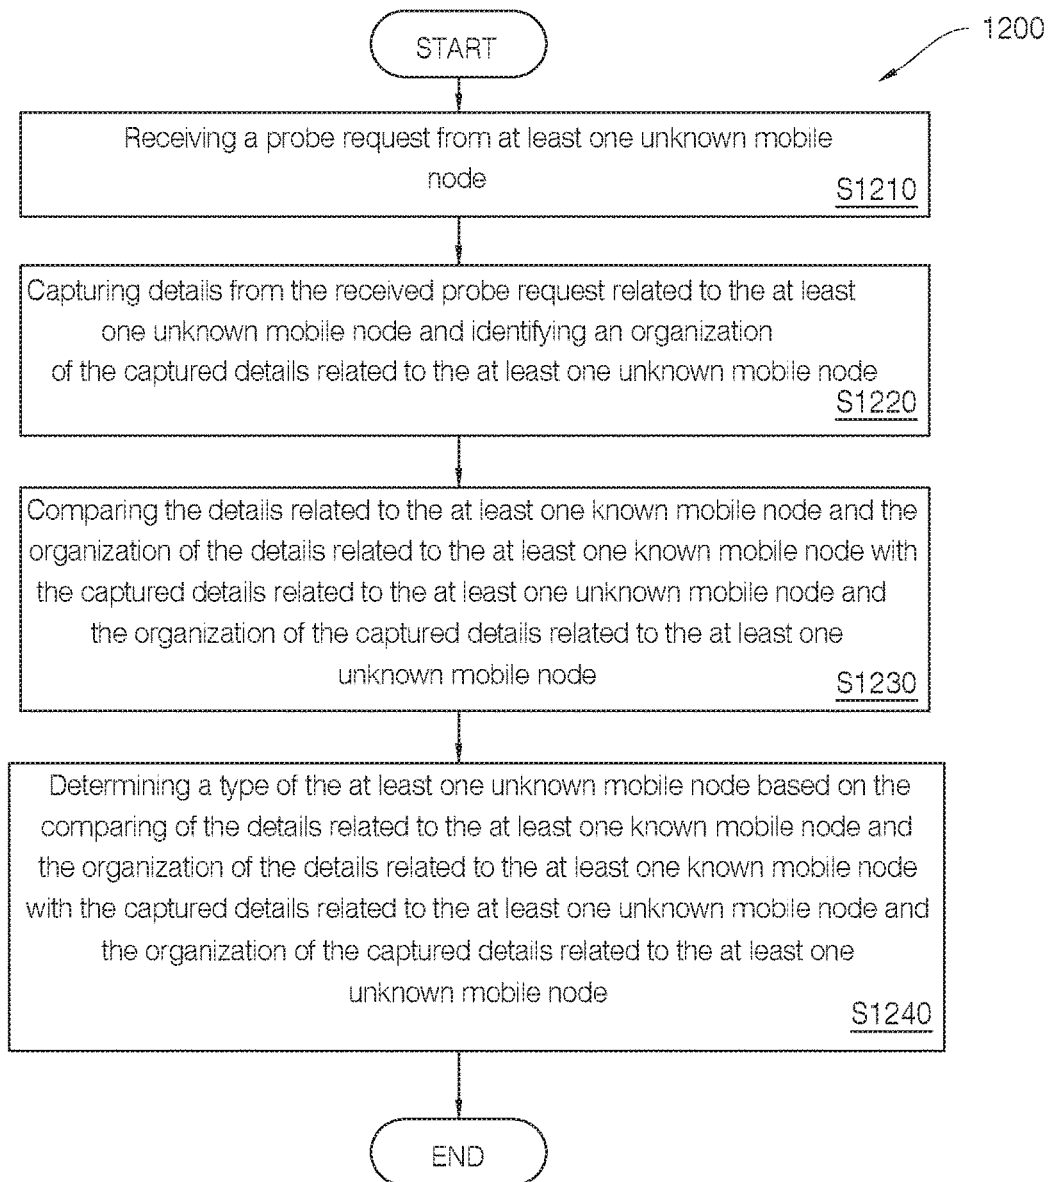 START
1200
Receiving a probe request from at least one unknown mobile
node
S1210
Capturing details from the received probe request related to the at least
one unknown mobile node and identifying an organization
of the captured details related to the at least one unknown mobile node
S1220
Comparing the details related to the at least one known mobile node and the
organization of the details related to the at least one known mobile node with
the captured details related to the at least one unknown mobile node and
the organization of the captured details related to the at least one
unknown mobile node
S1230
Determining a type of the at least one unknown mobile node based on the
comparing of the details related to the at least one known mobile node and
the organization of the details related to the at least one known mobile node
with the captured details related to the at least one unknown mobile node and
the organization of the captured details related to the at least one
unknown mobile node
S1240
END